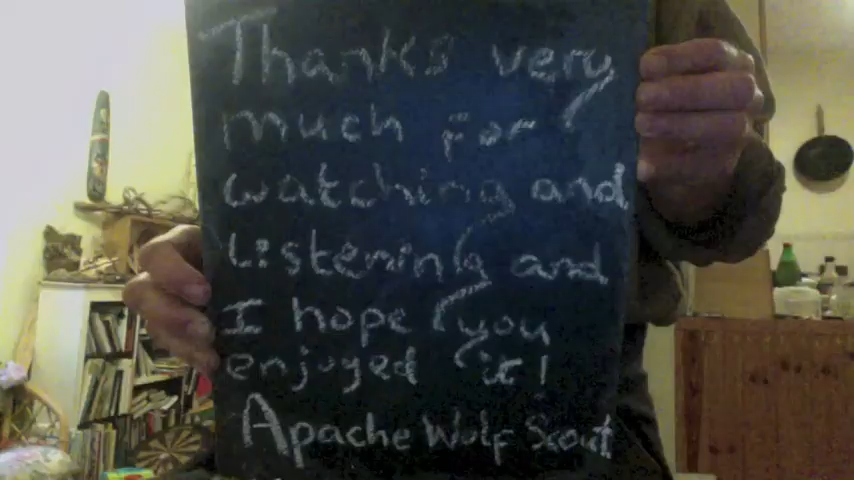 Thanks very
much for
watching and
Listening and
I hope you
enjoyed it!
Apache Wolf Scout